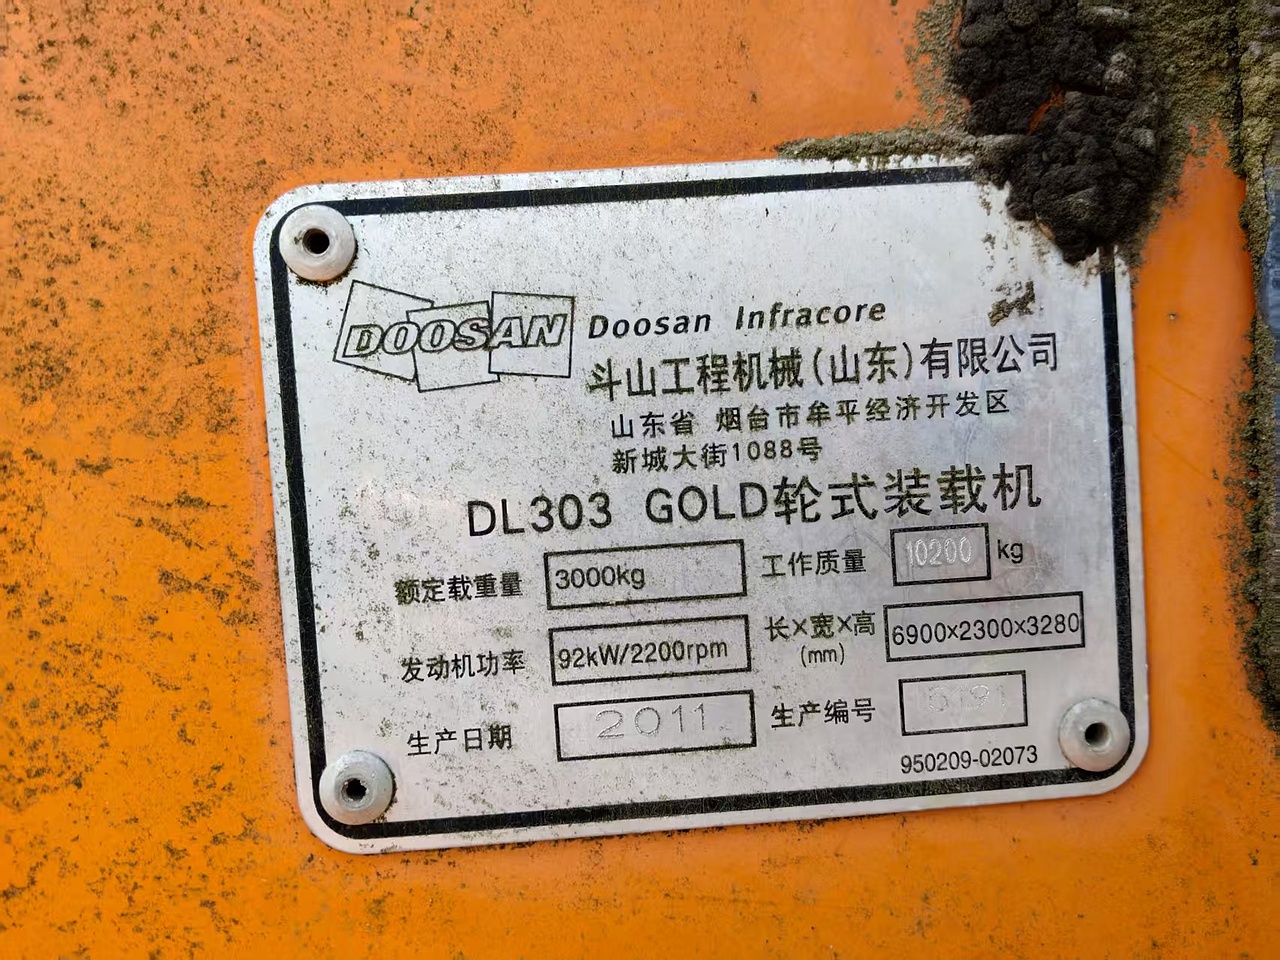 DOOSAN Doosan Infracore
斗山工程机械(山东)有限公司
山东省 烟台市牟平经济开发区
新城大街1088号
DL303 GOLD轮式装载机
额定载重量 3000kg 工作质量 10200 kg
发动机功率 92kW/2200rpm 长×宽×高 (mm) 6900×2300×3280
生产日期 2011 生产编号
950209-02073